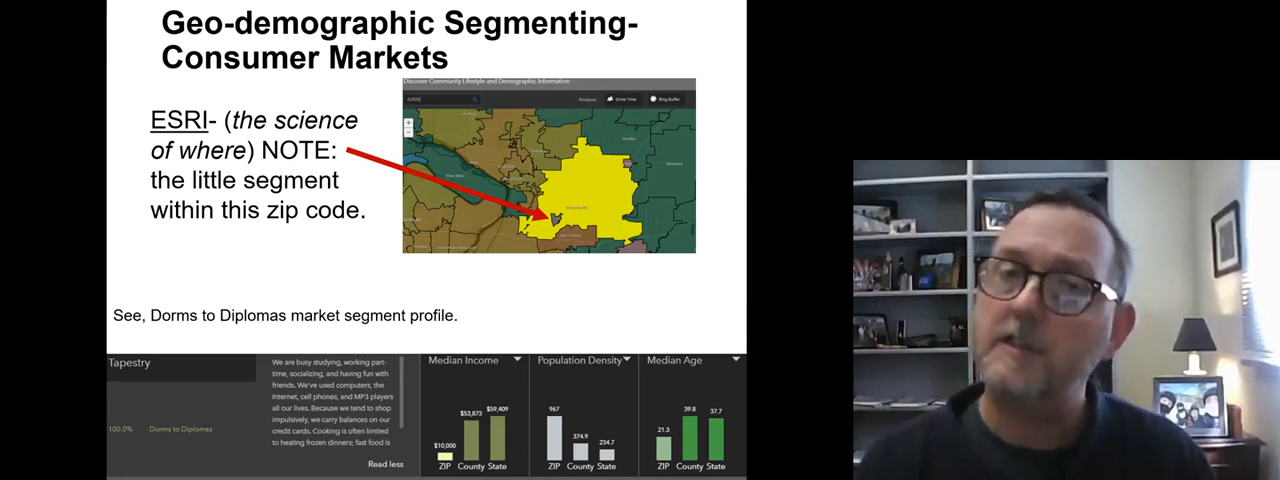 Geo-demographic Segmenting-
Consumer Markets
Discover Community Lifestyle and Demographic Information
Analyze:
Drive Time
Ring Buffer
ESRI- (the science
of where) NOTE:
the little segment
within this zip code.
See, Dorms to Diplomas market segment profile.
Tapestry
100.0% Dorms to Diplomas
We are busy studying, working part-
time, socializing, and having fun with
friends. We've used computers, the
Internet, cell phones, and MP3 players
all our lives. Because we tend to shop
impulsively, we carry balances on our
credit cards. Cooking is often limited
to heating frozen dinners; fast food is
Read less
Median Income
$10,000
$53,873
$59,409
ZIP County State
Population Density
967
374.9
234.7
ZIP County State
Median Age
21.3
39.8
37.7
ZIP County State